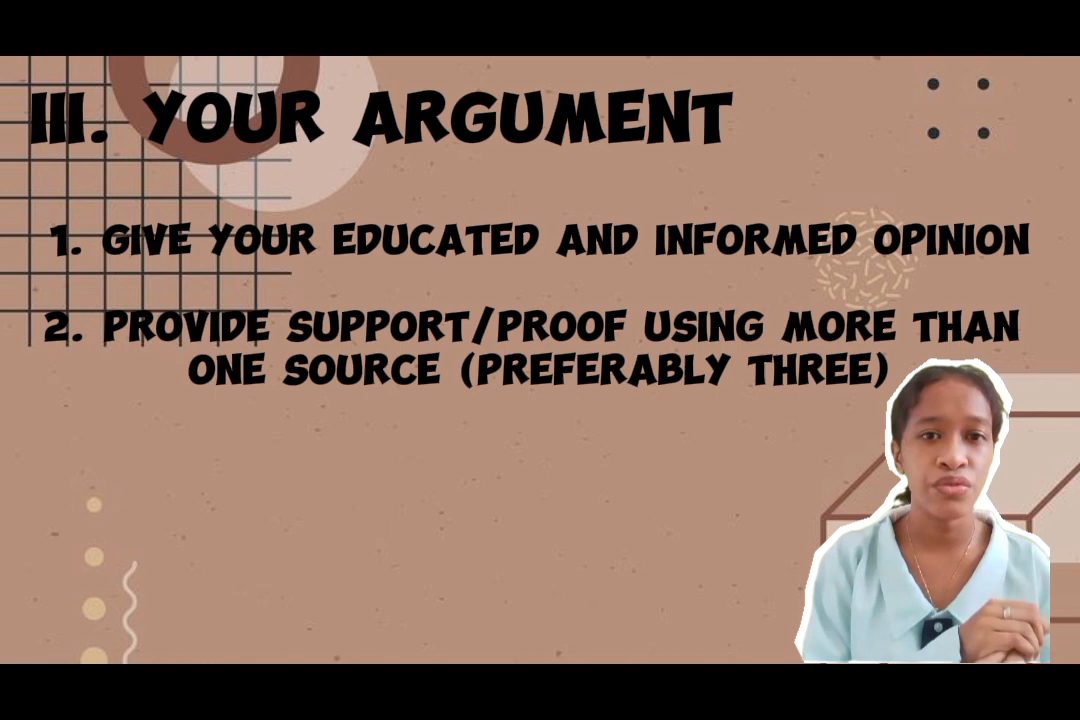 III. YOUR ARGUMENT
1. GIVE YOUR EDUCATED AND INFORMED OPINION
2. PROVIDE SUPPORT/PROOF USING MORE THAN
ONE SOURCE (PREFERABLY THREE)